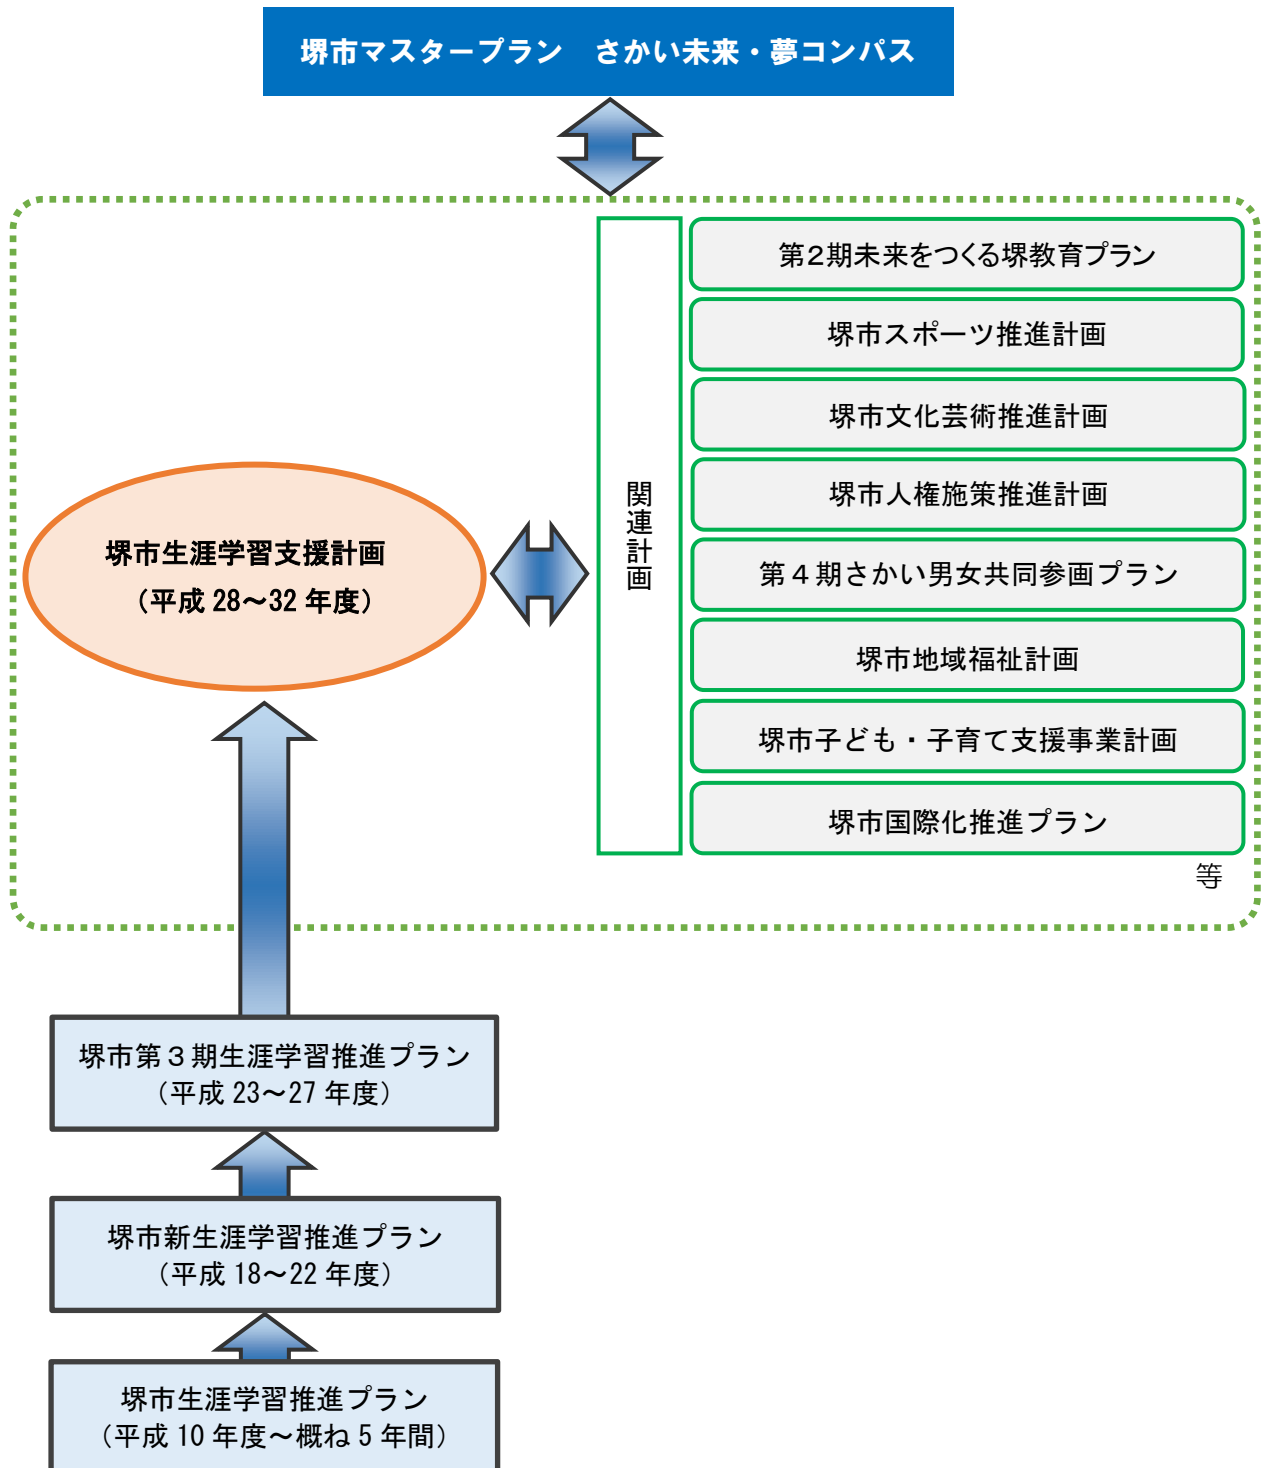 堺市マスタープラン　さかい未来・夢コンパス
関連計画
第2期未来をつくる堺教育プラン
堺市スポーツ推進計画
堺市文化芸術推進計画
堺市人権施策推進計画
第４期さかい男女共同参画プラン
堺市地域福祉計画
堺市子ども・子育て支援事業計画
堺市国際化推進プラン
等
堺市生涯学習支援計画
（平成 28～32 年度）
堺市第３期生涯学習推進プラン
（平成 23～27 年度）
堺市新生涯学習推進プラン
（平成 18～22 年度）
堺市生涯学習推進プラン
（平成 10 年度～概ね 5 年間）